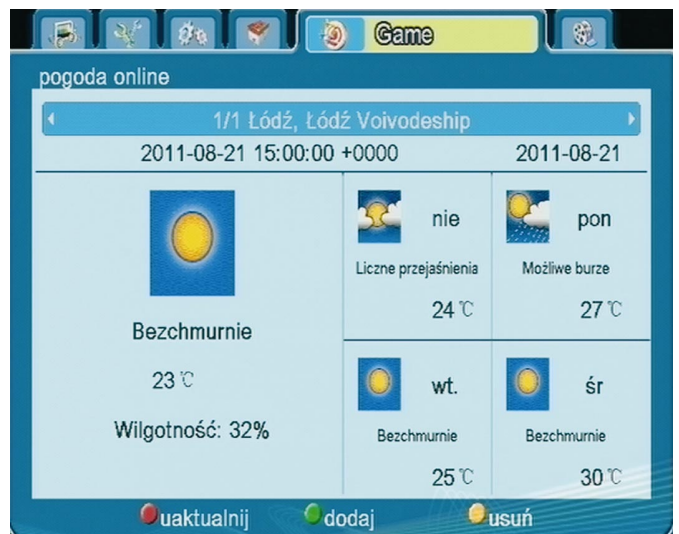 Game
pogoda online
1/1 Łódź, Łódź Voivodeship
2011-08-21 15:00:00 +0000
2011-08-21
Bezchmurnie
23 ℃
Wilgotność: 32%
nie
Liczne przejaśnienia
24 ℃
pon
Możliwe burze
27 ℃
wt.
Bezchmurnie
25 ℃
śr
Bezchmurnie
30 ℃
uaktualnij
dodaj
usuń